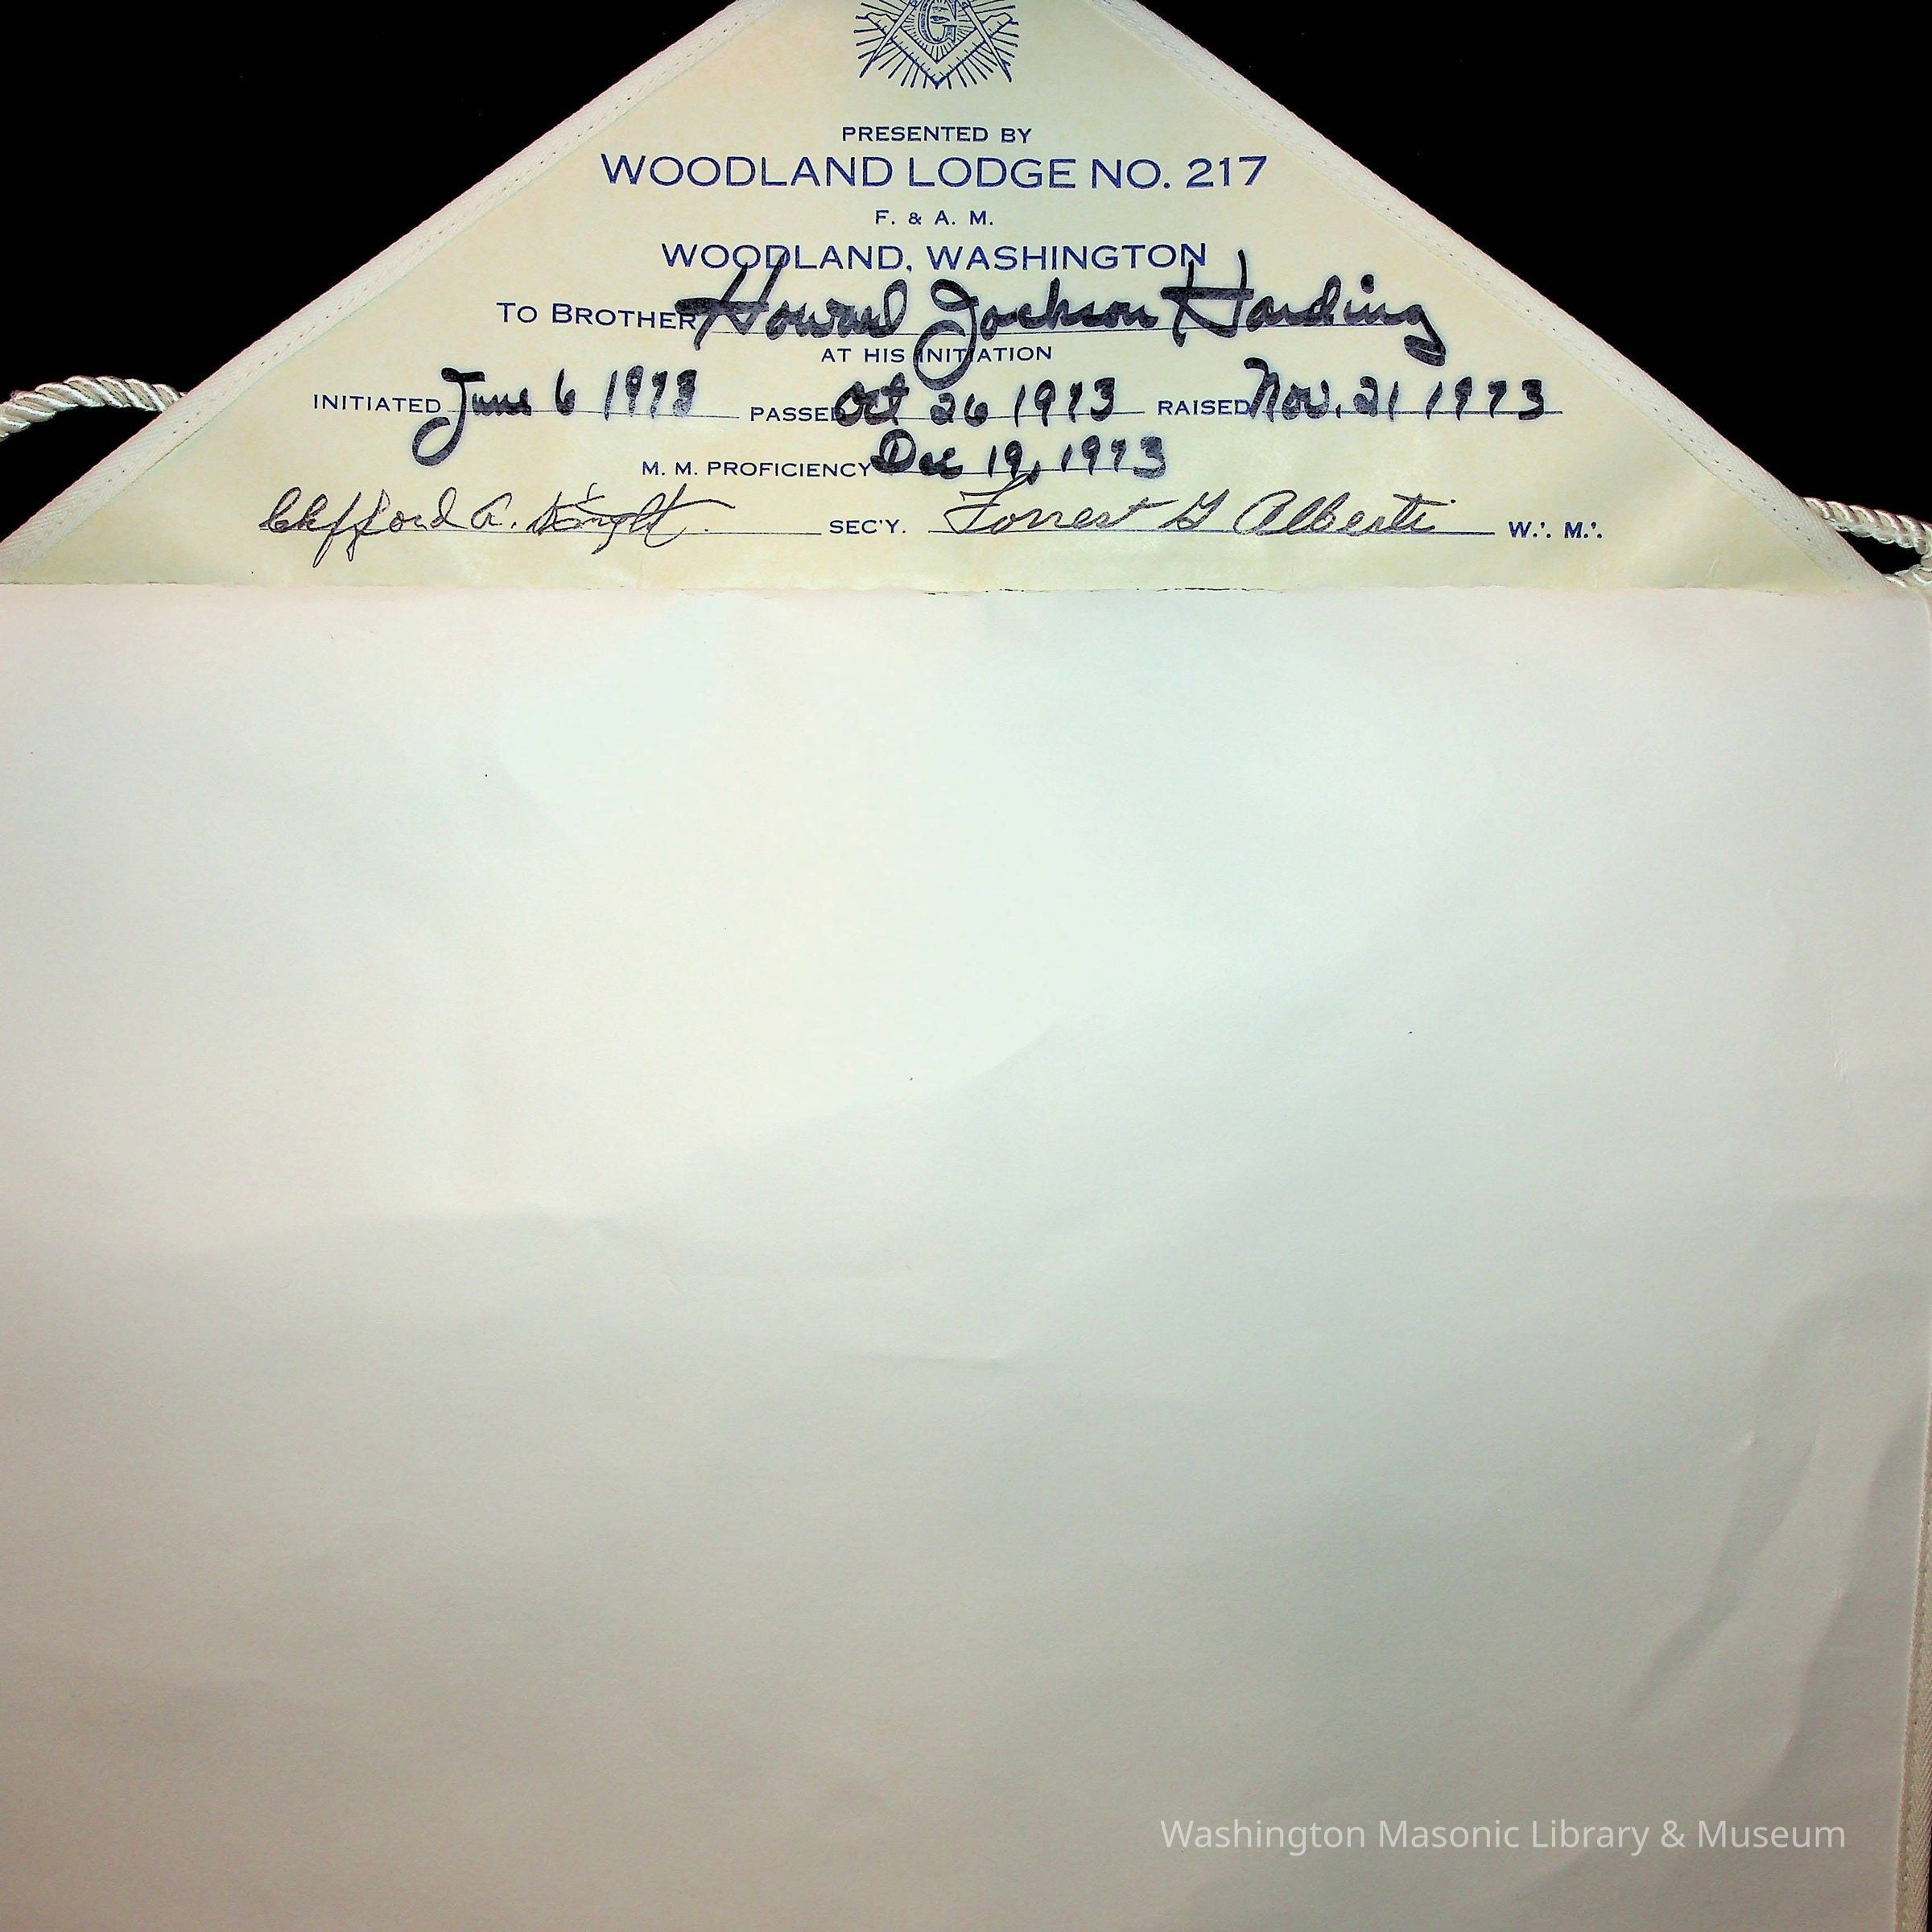 G
PRESENTED BY
WOODLAND LODGE NO. 217
F. & A. M.
WOODLAND, WASHINGTON
TO BROTHER Howard Jackson Harding
AT HIS INITIATION
INITIATED June 6 1973 PASSED Oct 26 1973 RAISED Nov. 21 1973
M. M. PROFICIENCY Dec 19, 1973
Clifford A. SEC'Y. Forrest G Alberti W∴ M∴
Washington Masonic Library & Museum